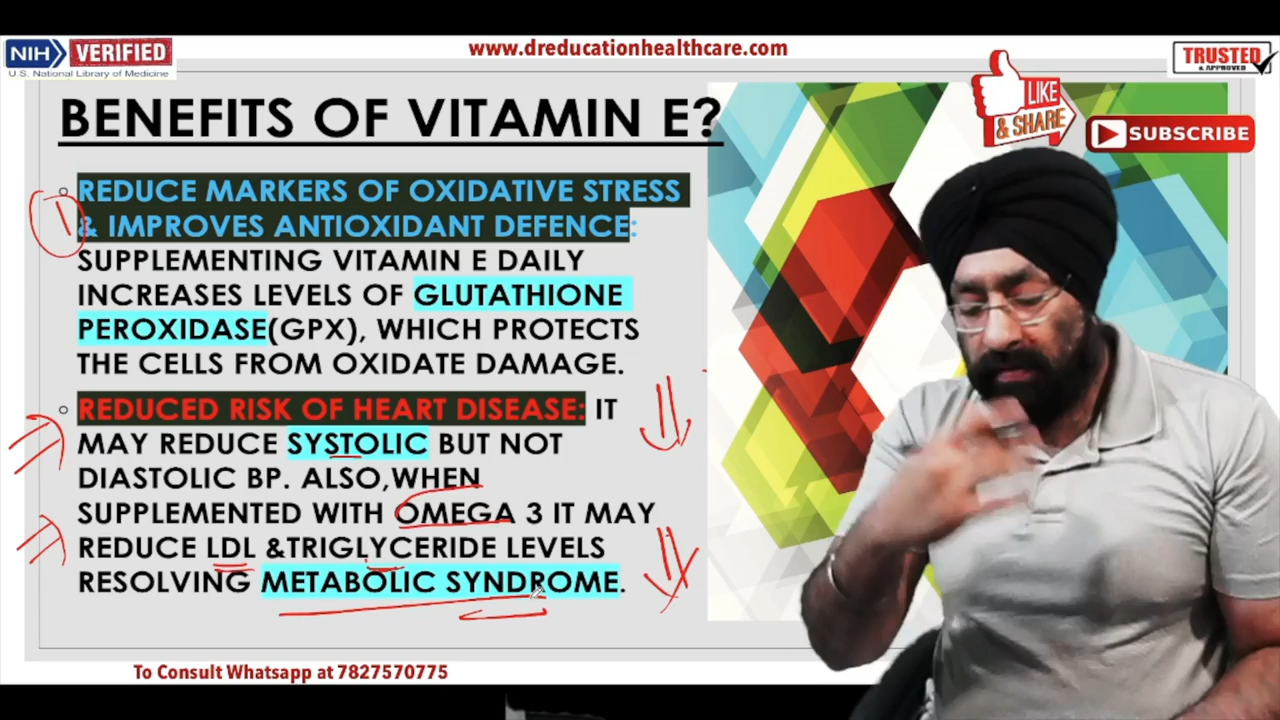 NIH VERIFIED
U.S. National Library of Medicine
www.dreducationhealthcare.com
TRUSTED
& APPROVED
LIKE
& SHARE
SUBSCRIBE
BENEFITS OF VITAMIN E?
REDUCE MARKERS OF OXIDATIVE STRESS
& IMPROVES ANTIOXIDANT DEFENCE:
SUPPLEMENTING VITAMIN E DAILY
INCREASES LEVELS OF GLUTATHIONE
PEROXIDASE(GPX), WHICH PROTECTS
THE CELLS FROM OXIDATE DAMAGE.
REDUCED RISK OF HEART DISEASE: IT
MAY REDUCE SYSTOLIC BUT NOT
DIASTOLIC BP. ALSO,WHEN
SUPPLEMENTED WITH OMEGA 3 IT MAY
REDUCE LDL &TRIGLYCERIDE LEVELS
RESOLVING METABOLIC SYNDROME.
To Consult Whatsapp at 7827570775